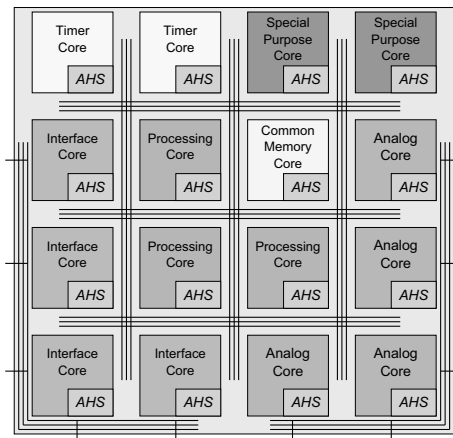 Timer
Core
AHS
Timer
Core
AHS
Special
Purpose
Core
AHS
Special
Purpose
Core
AHS
Interface
Core
AHS
Processing
Core
AHS
Common
Memory
Core
AHS
Analog
Core
AHS
Interface
Core
AHS
Processing
Core
AHS
Processing
Core
AHS
Analog
Core
AHS
Interface
Core
AHS
Interface
Core
AHS
Analog
Core
AHS
Analog
Core
AHS